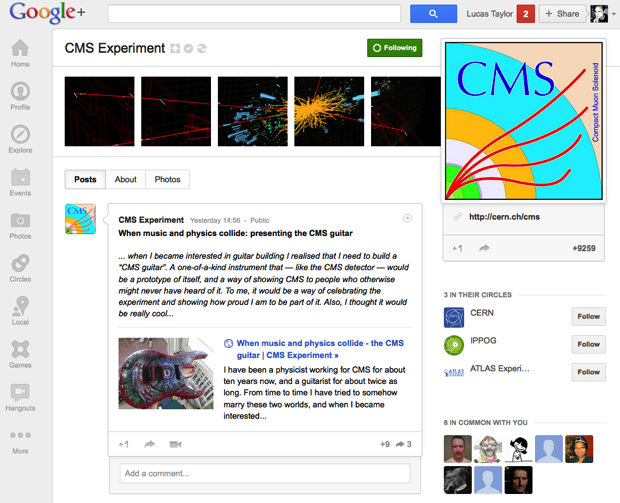 Google+
Lucas Taylor
2
+ Share
Home
Profile
Explore
Events
Photos
Circles
Local
Games
Hangouts
More
CMS Experiment
Following
Posts
About
Photos
CMS Experiment Yesterday 14:56 - Public
When music and physics collide: presenting the CMS guitar
... when I became interested in guitar building I realised that I need to build a
"CMS guitar". A one-of-a-kind instrument that — like the CMS detector — would
be a prototype of itself, and a way of showing CMS to people who otherwise
might never have heard of it. To me, it would be a way of celebrating the
experiment and showing how proud I am to be part of it. Also, I thought it would
be really cool...
When music and physics collide - the CMS
guitar | CMS Experiment »
I have been a physicist working for CMS for about
ten years now, and a guitarist for about twice as
long. From time to time I have tried to somehow
marry these two worlds, and when I became
interested...
+1
+9
3
Add a comment...
CMS
Compact Muon Solenoid
http://cern.ch/cms
+1
+9259
3 IN THEIR CIRCLES
CERN
Follow
IPPOG
Follow
ATLAS
ATLAS Experi...
Follow
8 IN COMMON WITH YOU